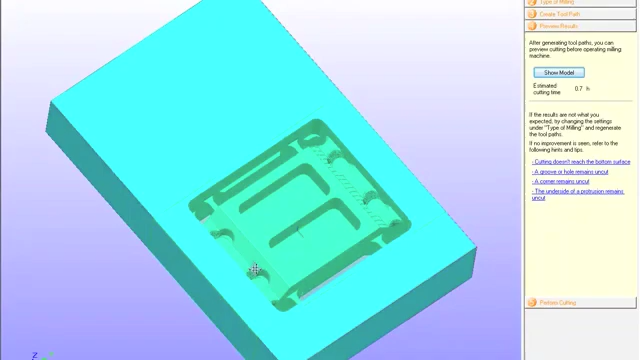 Type of Milling
Create Tool Path
Preview Results
After generating tool paths, you can
preview cutting before operating milling
machine.
Show Model
Estimated
cutting time
0.7 h
If the results are not what you
expected, try changing the settings
under "Type of Milling" and regenerate
the tool paths.
If no improvement is seen, refer to the
following hints and tips.
- Cutting doesn't reach the bottom surface
- A groove or hole remains uncut
- A corner remains uncut
- The underside of a protrusion remains
uncut
Perform Cutting
Z